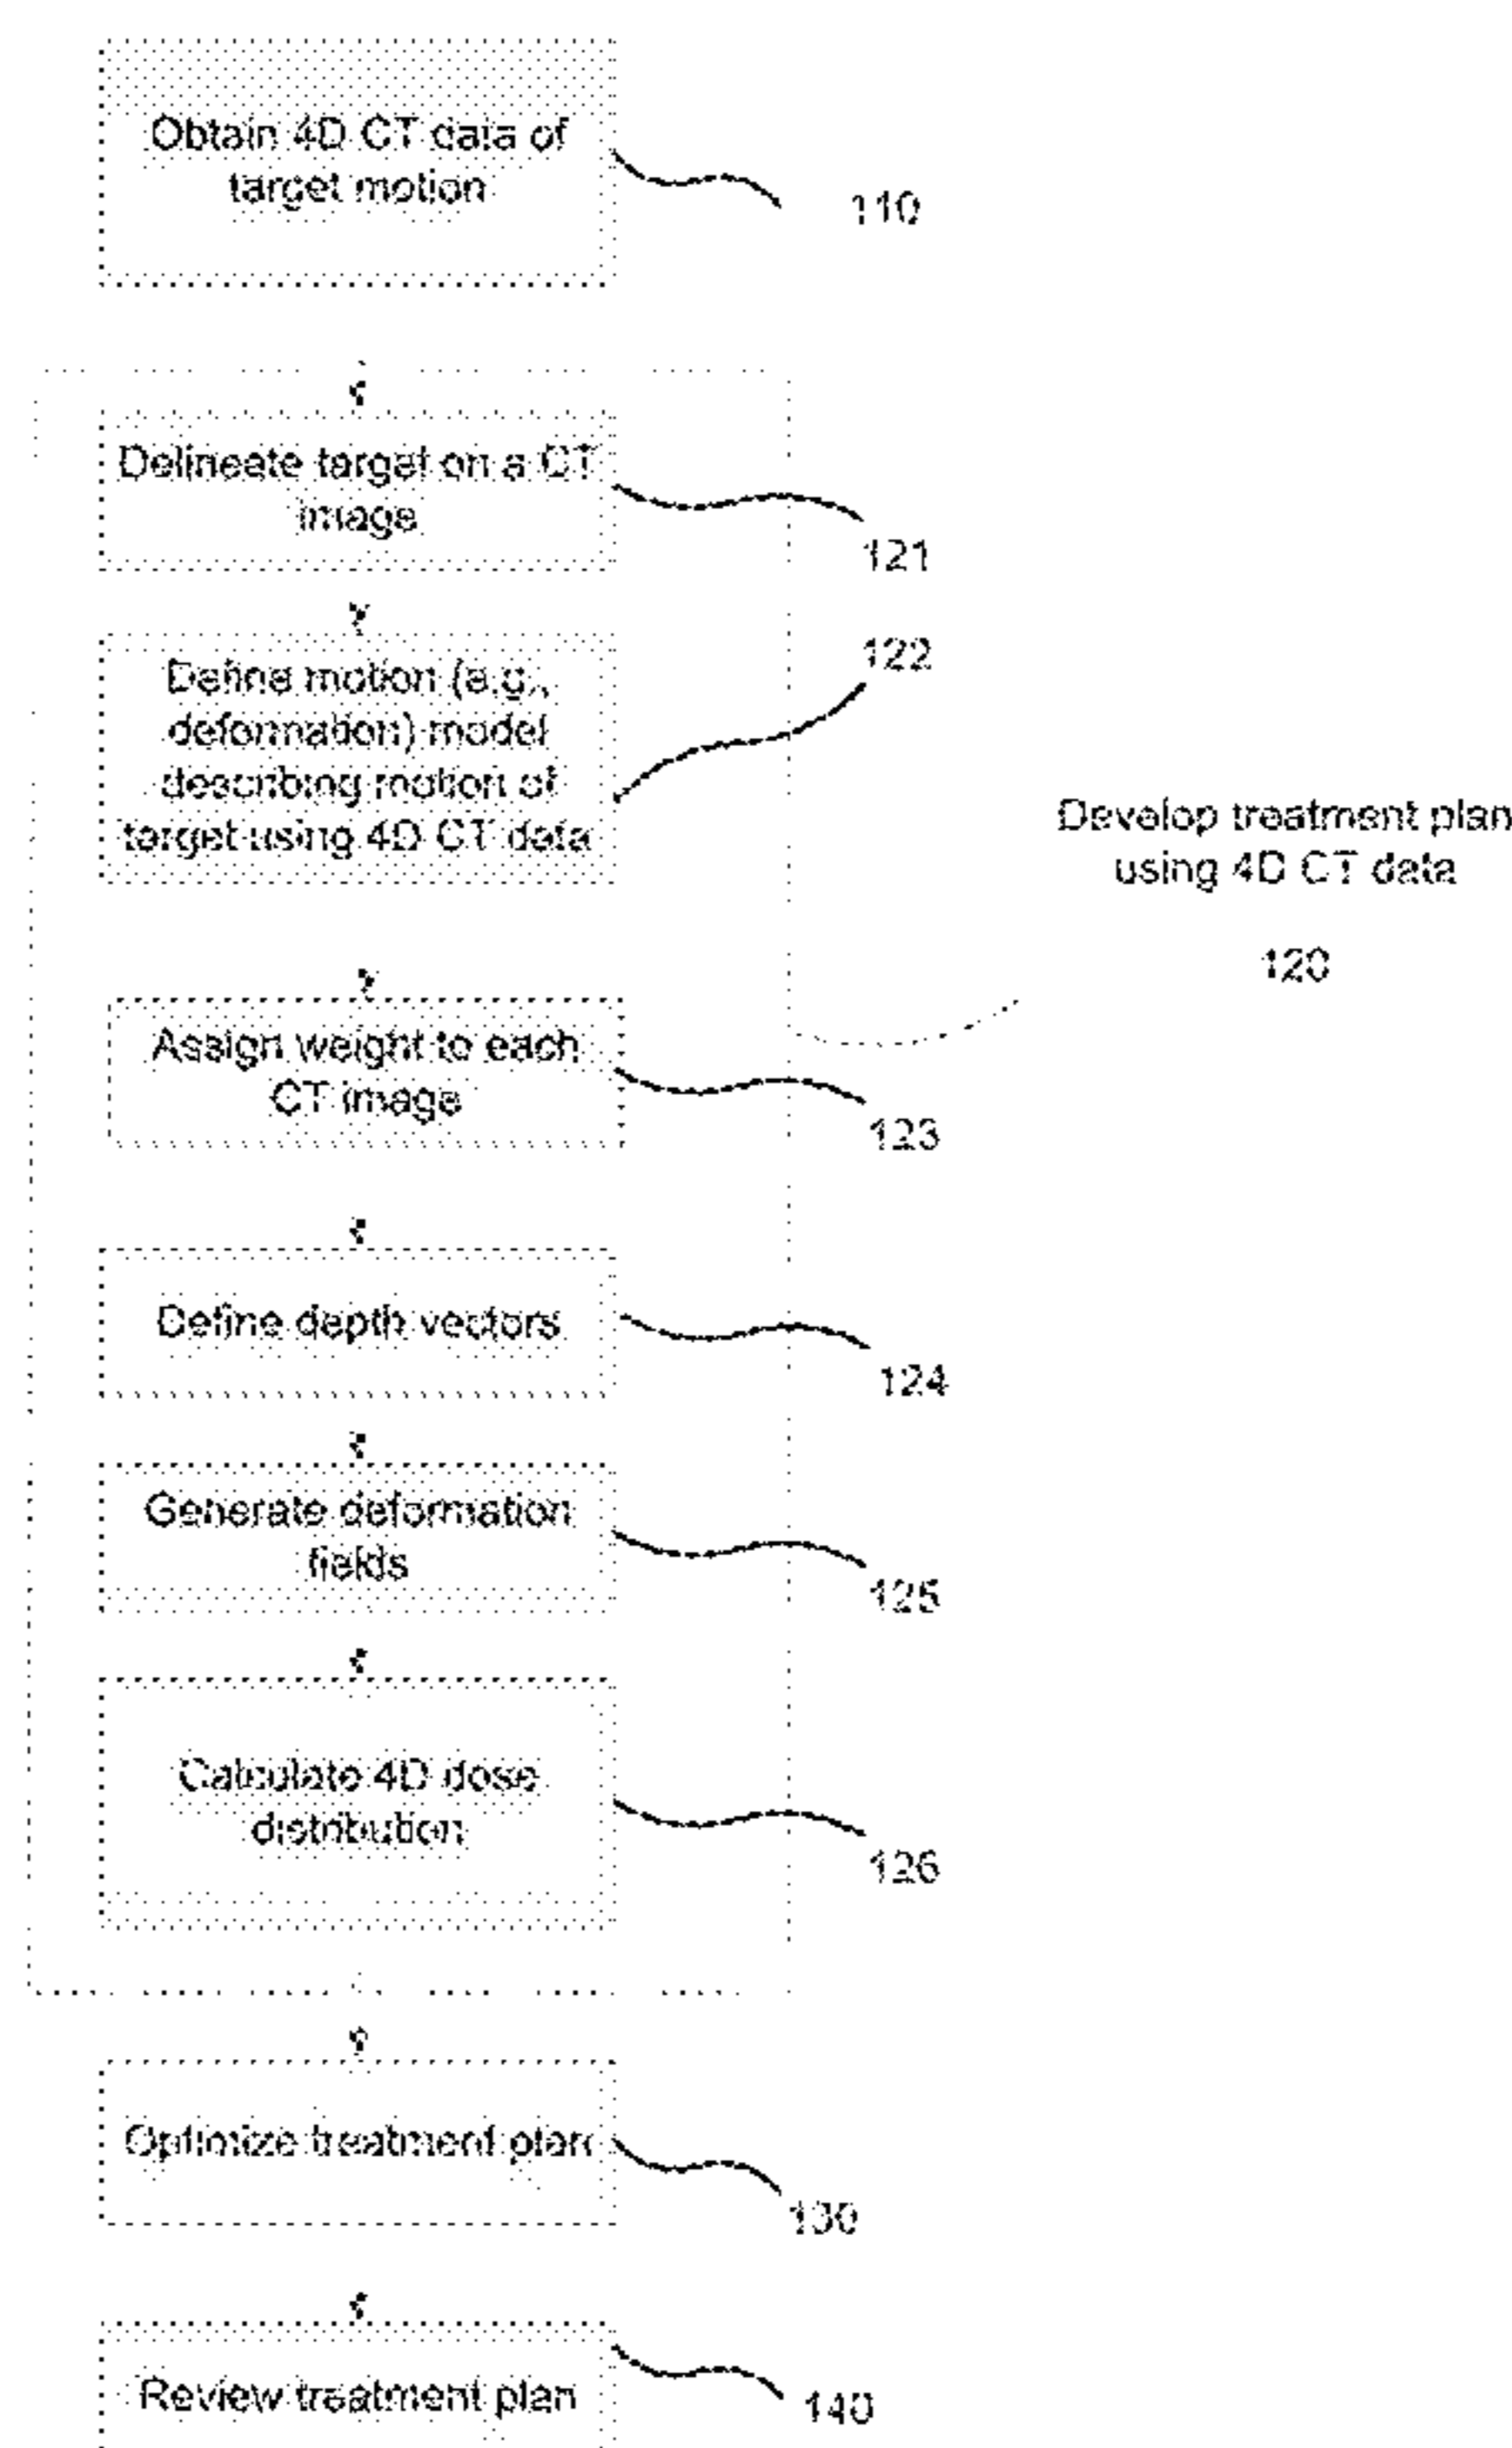 Obtain 4D CT data of
target motion
110
Delineate target on a CT
image
121
122
Define motion (e.g.,
deformation) model
describing motion of
target using 4D CT data
Develop treatment plan
using 4D CT data
120
Assign weight to each
CT image
123
Define depth vectors
124
Generate deformation
fields
125
Calculate 4D dose
distribution
126
Optimize treatment plan
130
Review treatment plan
140